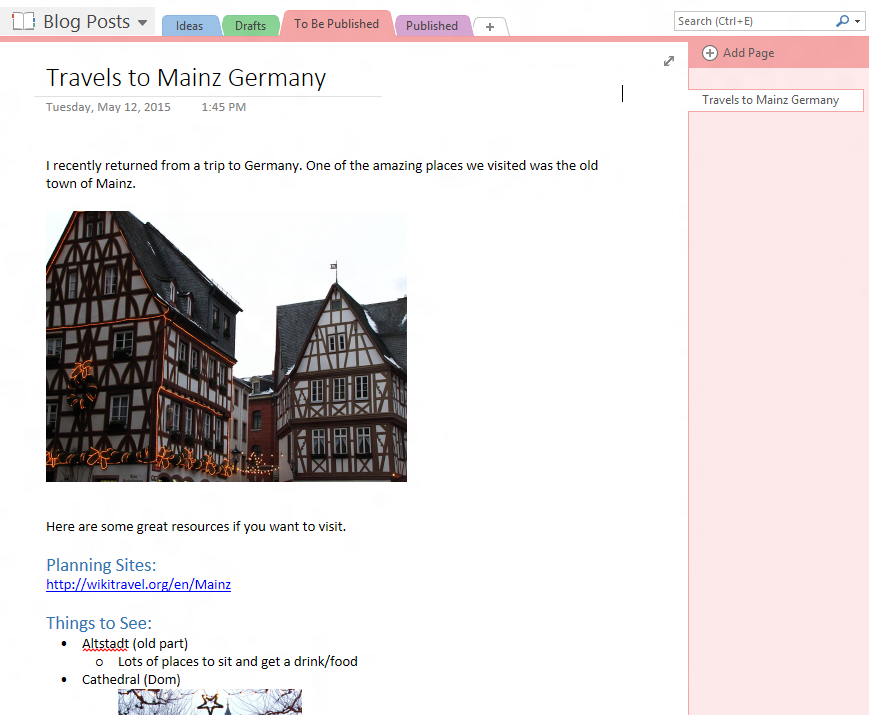 Blog Posts
Ideas
Drafts
To Be Published
Published
+
Search (Ctrl+E)
Add Page
Travels to Mainz Germany
Travels to Mainz Germany
Tuesday, May 12, 2015 1:45 PM
I recently returned from a trip to Germany. One of the amazing places we visited was the old
town of Mainz.
Here are some great resources if you want to visit.
Planning Sites:
http://wikitravel.org/en/Mainz
Things to See:
• Altstadt (old part)
○ Lots of places to sit and get a drink/food
• Cathedral (Dom)